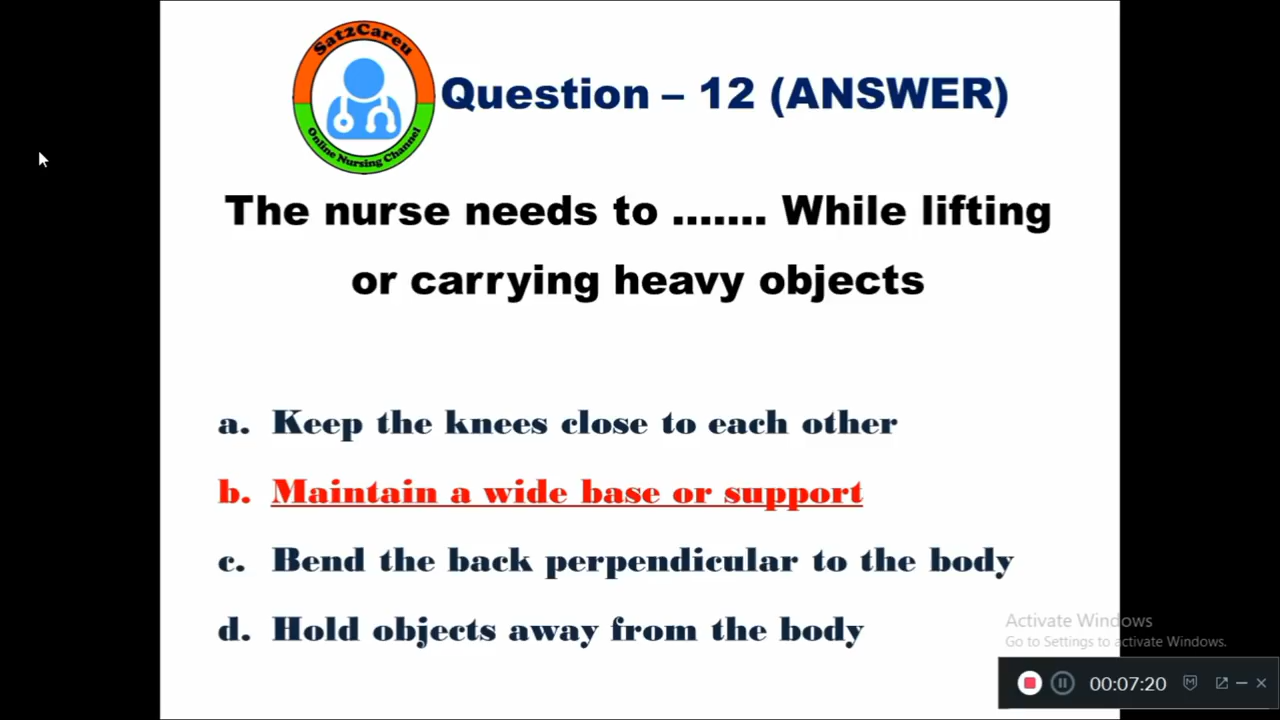 Sat2Careu
Online Nursing Channel
Question – 12 (ANSWER)
The nurse needs to ....... While lifting
or carrying heavy objects
a. Keep the knees close to each other
b. Maintain a wide base or support
c. Bend the back perpendicular to the body
d. Hold objects away from the body
Activate Windows
Go to Settings to activate Windows.
00:07:20